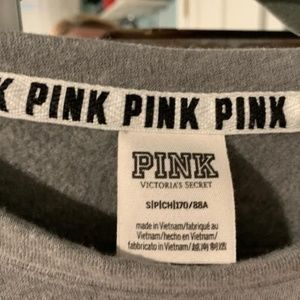 K PINK PINK PINK
PINK
VICTORIA'S SECRET
S|P|CH|170/88A
made in Vietnam/fabriqué au
Vietnam/hecho en Vietnam/
fabbricato in Vietnam/越南制造